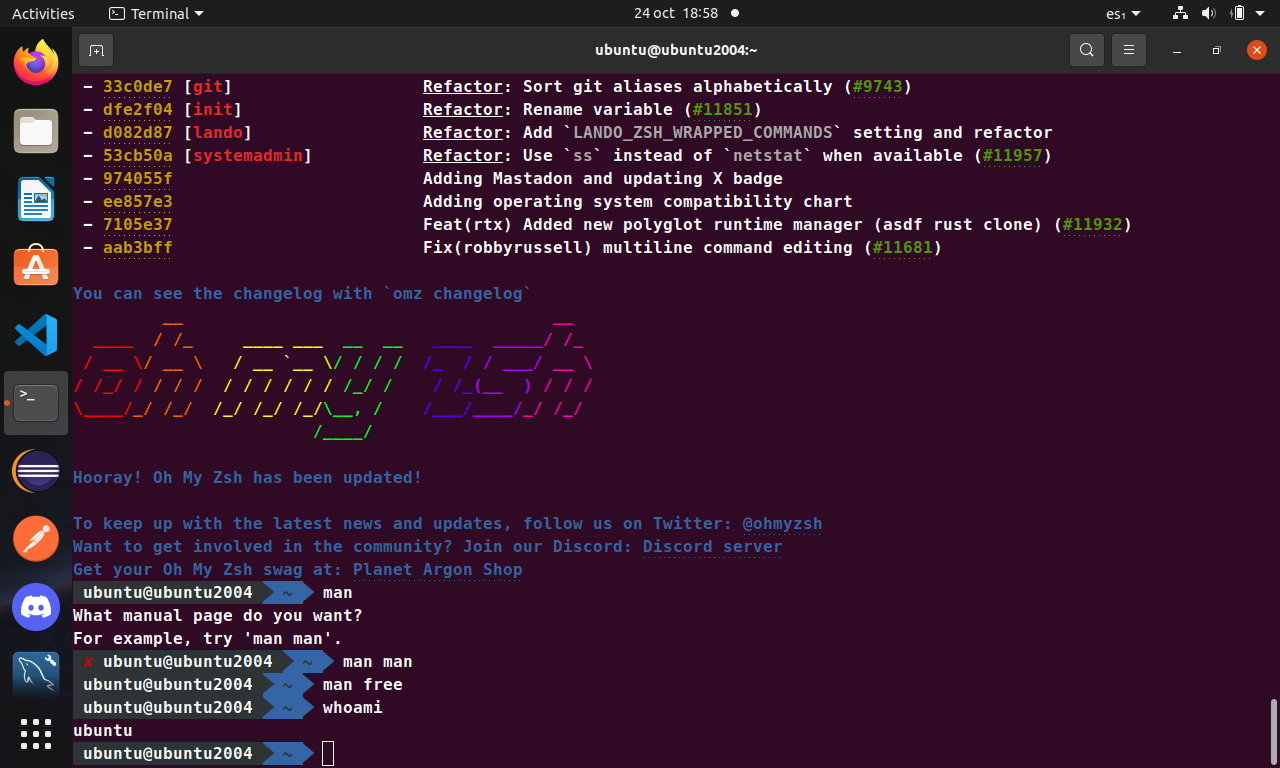 Activities Terminal 24 oct 18:58 es₁
ubuntu@ubuntu2004:~
- 33c0de7 [git] Refactor: Sort git aliases alphabetically (#9743)
- dfe2f04 [init] Refactor: Rename variable (#11851)
- d082d87 [lando] Refactor: Add `LANDO_ZSH_WRAPPED_COMMANDS` setting and refactor
- 53cb50a [systemadmin] Refactor: Use `ss` instead of `netstat` when available (#11957)
- 974055f Adding Mastadon and updating X badge
- ee857e3 Adding operating system compatibility chart
- 7105e37 Feat(rtx) Added new polyglot runtime manager (asdf rust clone) (#11932)
- aab3bff Fix(robbyrussell) multiline command editing (#11681)
You can see the changelog with `omz changelog`
oh my zsh
Hooray! Oh My Zsh has been updated!
To keep up with the latest news and updates, follow us on Twitter: @ohmyzsh
Want to get involved in the community? Join our Discord: Discord server
Get your Oh My Zsh swag at: Planet Argon Shop
ubuntu@ubuntu2004 ~ man
What manual page do you want?
For example, try 'man man'.
✘ ubuntu@ubuntu2004 ~ man man
ubuntu@ubuntu2004 ~ man free
ubuntu@ubuntu2004 ~ whoami
ubuntu
ubuntu@ubuntu2004 ~